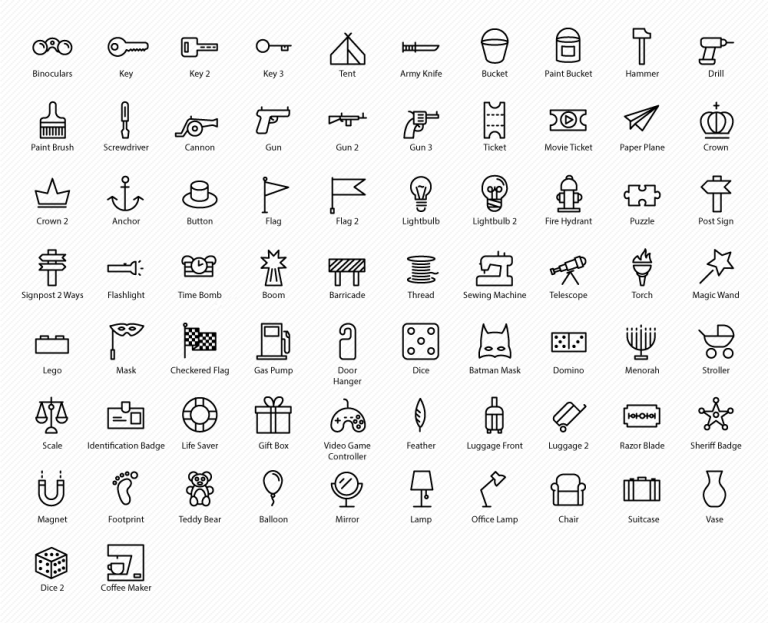 Binoculars Key Key 2 Key 3 Tent Army Knife Bucket Paint Bucket Hammer Drill
Paint Brush Screwdriver Cannon Gun Gun 2 Gun 3 Ticket Movie Ticket Paper Plane Crown
Crown 2 Anchor Button Flag Flag 2 Lightbulb Lightbulb 2 Fire Hydrant Puzzle Post Sign
Signpost 2 Ways Flashlight Time Bomb Boom Barricade Thread Sewing Machine Telescope Torch Magic Wand
Lego Mask Checkered Flag Gas Pump Door Dice Batman Mask Domino Menorah Stroller
Hanger
Scale Identification Badge Life Saver Gift Box Video Game Feather Luggage Front Luggage 2 Razor Blade Sheriff Badge
Controller
Magnet Footprint Teddy Bear Balloon Mirror Lamp Office Lamp Chair Suitcase Vase
Dice 2 Coffee Maker